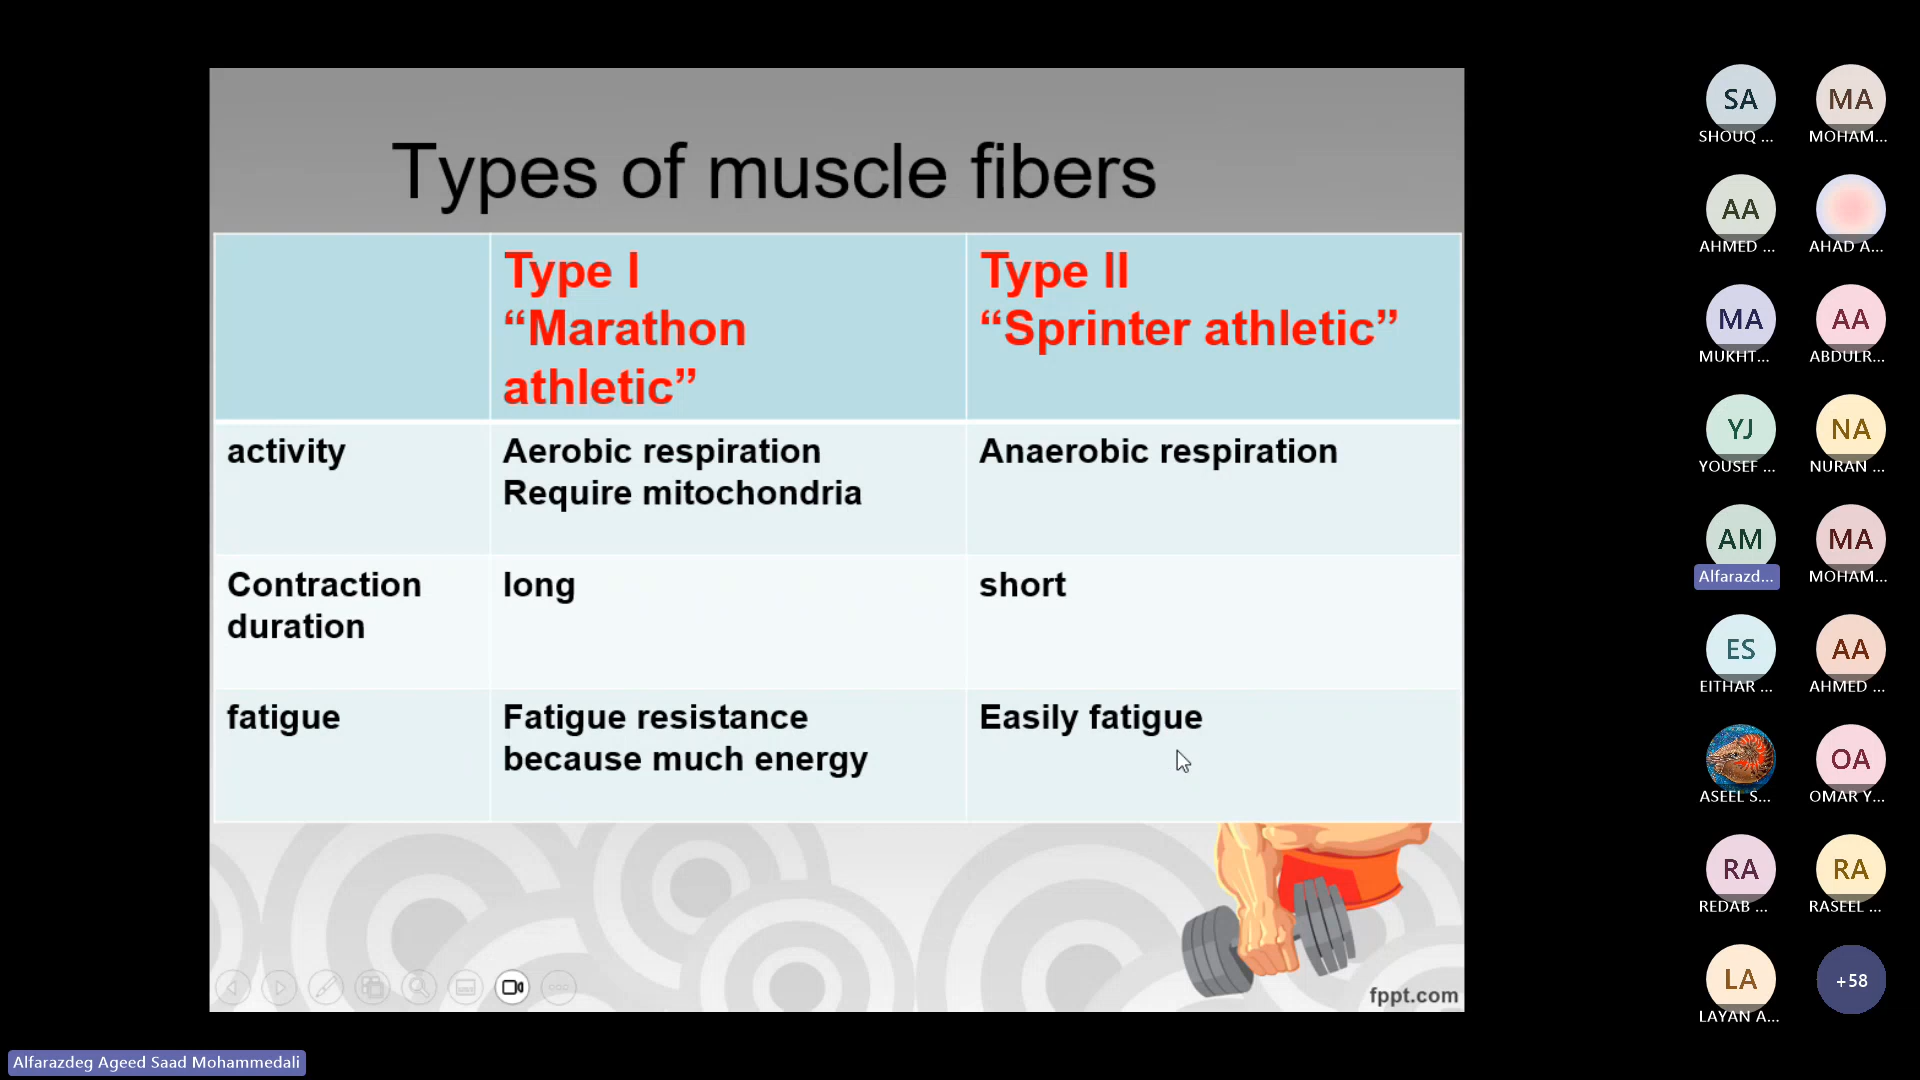 Types of muscle fibers
Type I
“Marathon
athletic”
Type II
“Sprinter athletic”
activity
Aerobic respiration
Require mitochondria
Anaerobic respiration
Contraction
duration
long
short
fatigue
Fatigue resistance
because much energy
Easily fatigue
fppt.com
SA
SHOUQ ...
MA
MOHAM...
AA
AHMED ...
AHAD A...
MA
MUKHT...
AA
ABDULR...
YJ
YOUSEF ...
NA
NURAN ...
AM
Alfarazd...
MA
MOHAM...
ES
EITHAR ...
AA
AHMED ...
ASEEL S...
OA
OMAR Y...
RA
REDAB ...
RA
RASEEL ...
LA
LAYAN A...
+58
Alfarazdeg Ageed Saad Mohammedali